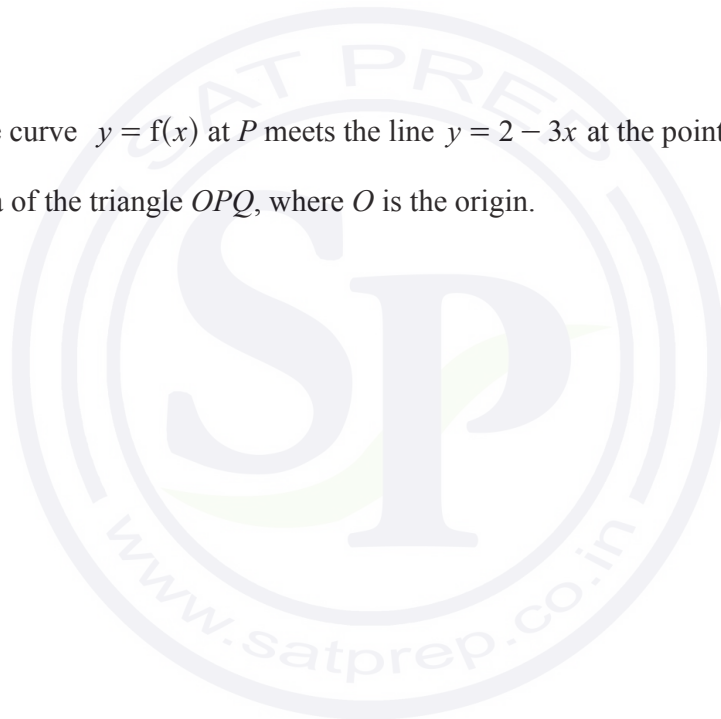 SAT PREP
e curve y = f(x) at P meets the line y = 2 − 3x at the point
a of the triangle OPQ, where O is the origin.
SP
www.satprep.co.in